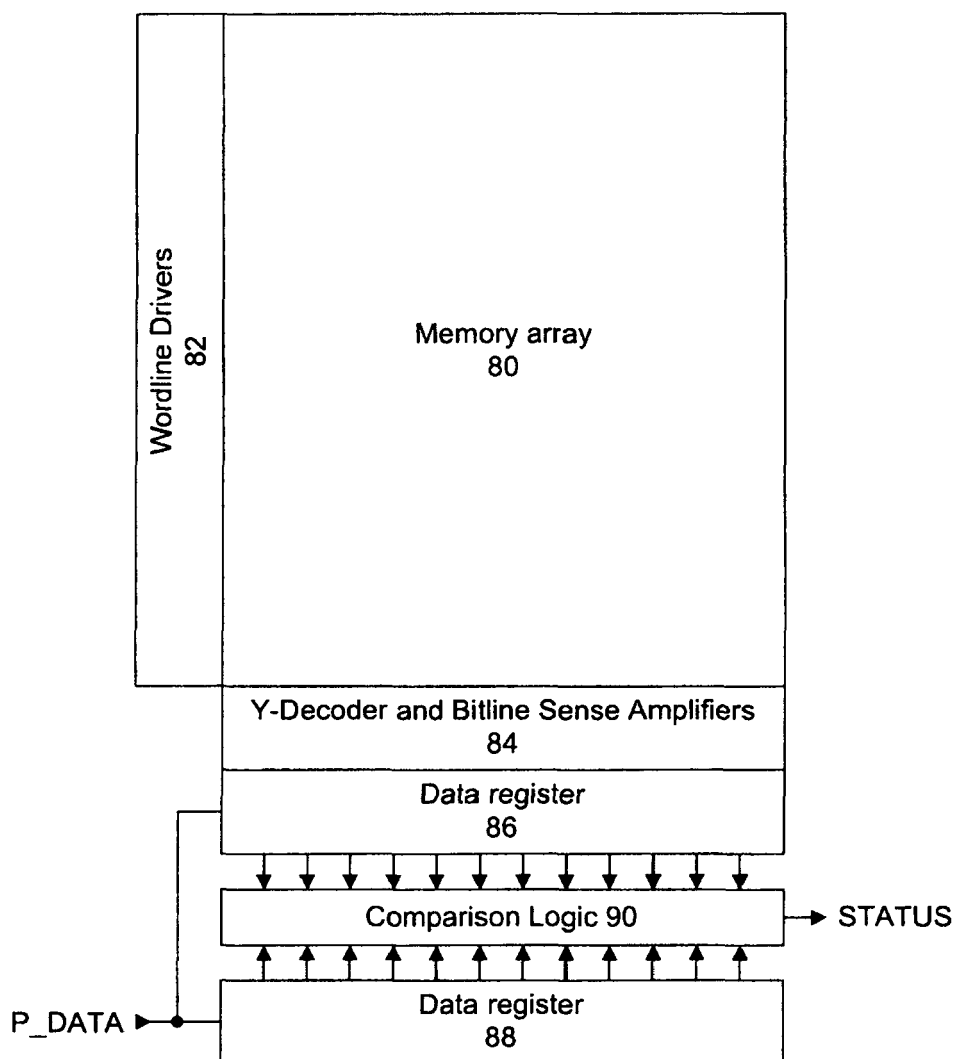 Wordline Drivers
82
Memory array
80
Y-Decoder and Bitline Sense Amplifiers
84
Data register
86
Comparison Logic 90
STATUS
Data register
88
P_DATA